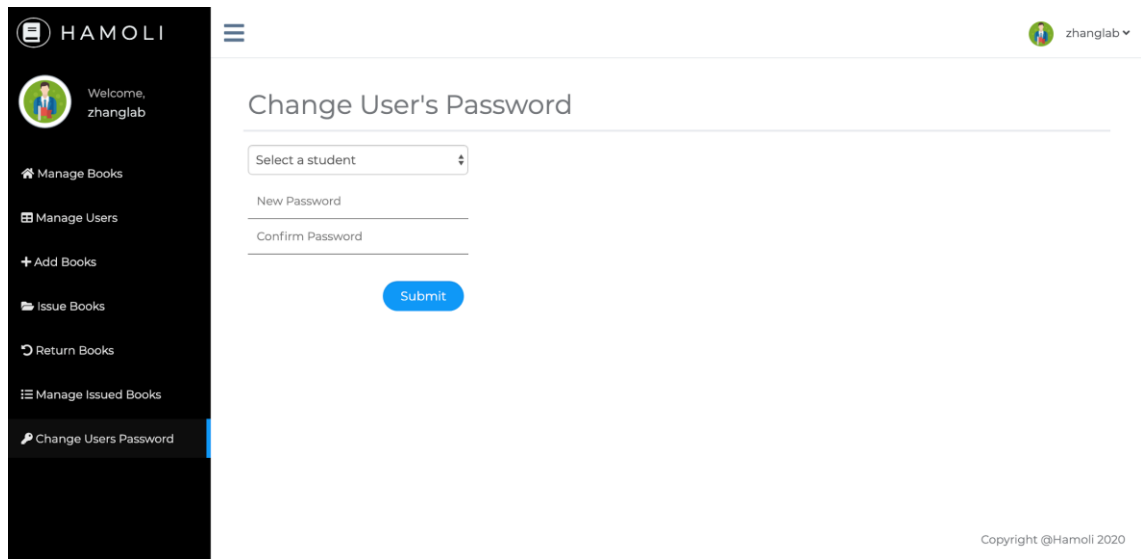 HAMOLI
zhanglab
Welcome,
zhanglab
Manage Books
Manage Users
Add Books
Issue Books
Return Books
Manage Issued Books
Change Users Password
Change User's Password
Select a student
New Password
Confirm Password
Submit
Copyright @Hamoli 2020